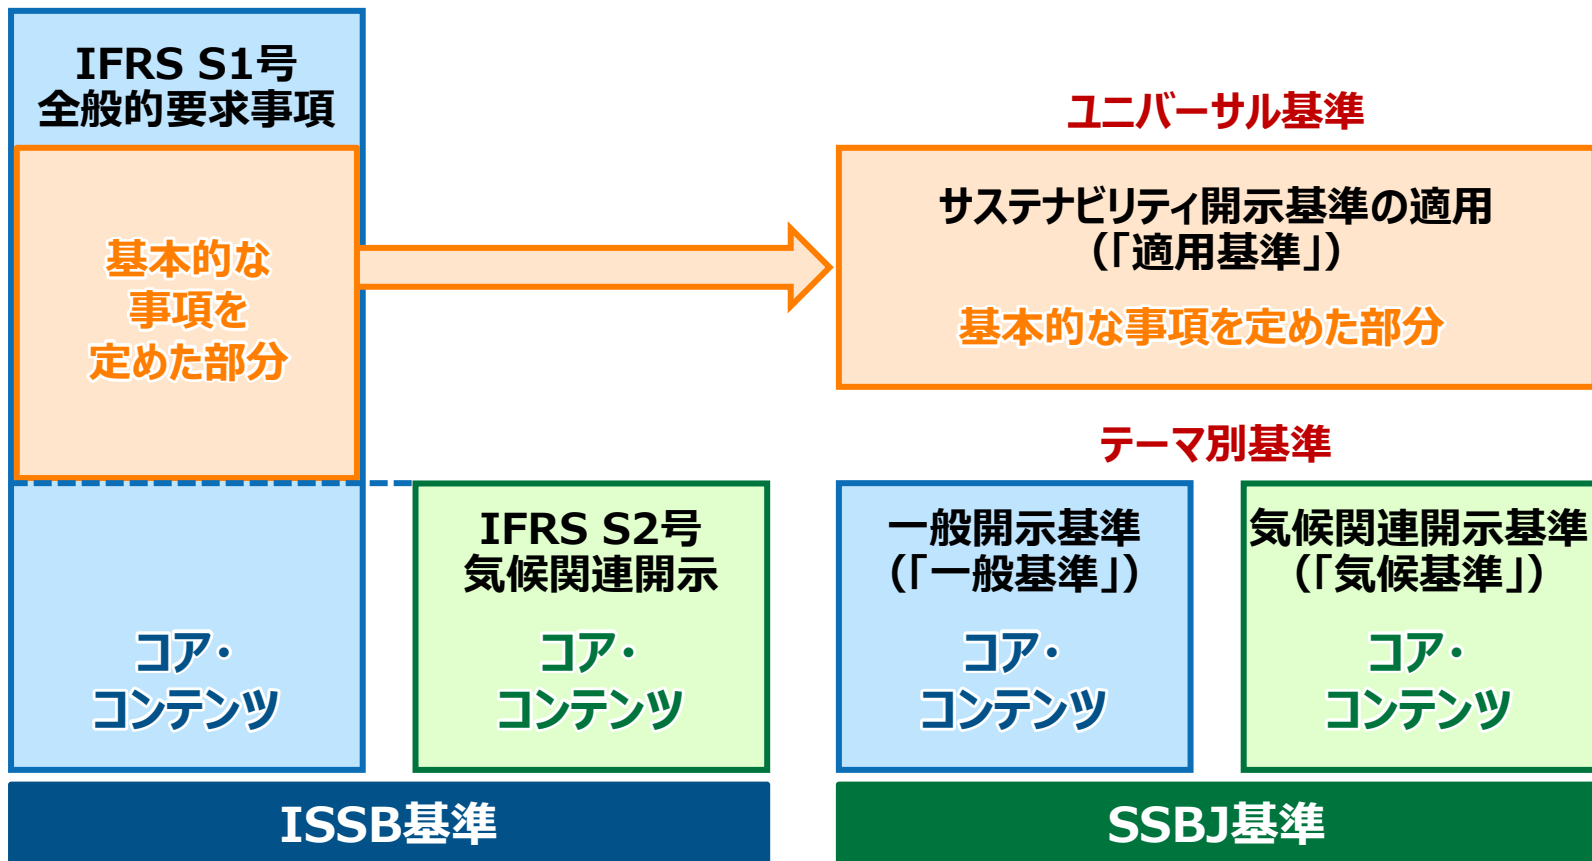 IFRS S1号
全般的要求事項
基本的な
事項を
定めた部分
コア・
コンテンツ
IFRS S2号
気候関連開示
コア・
コンテンツ
ISSB基準
ユニバーサル基準
サステナビリティ開示基準の適用
（「適用基準」）
基本的な事項を定めた部分
テーマ別基準
一般開示基準
（「一般基準」）
コア・
コンテンツ
気候関連開示基準
（「気候基準」）
コア・
コンテンツ
SSBJ基準